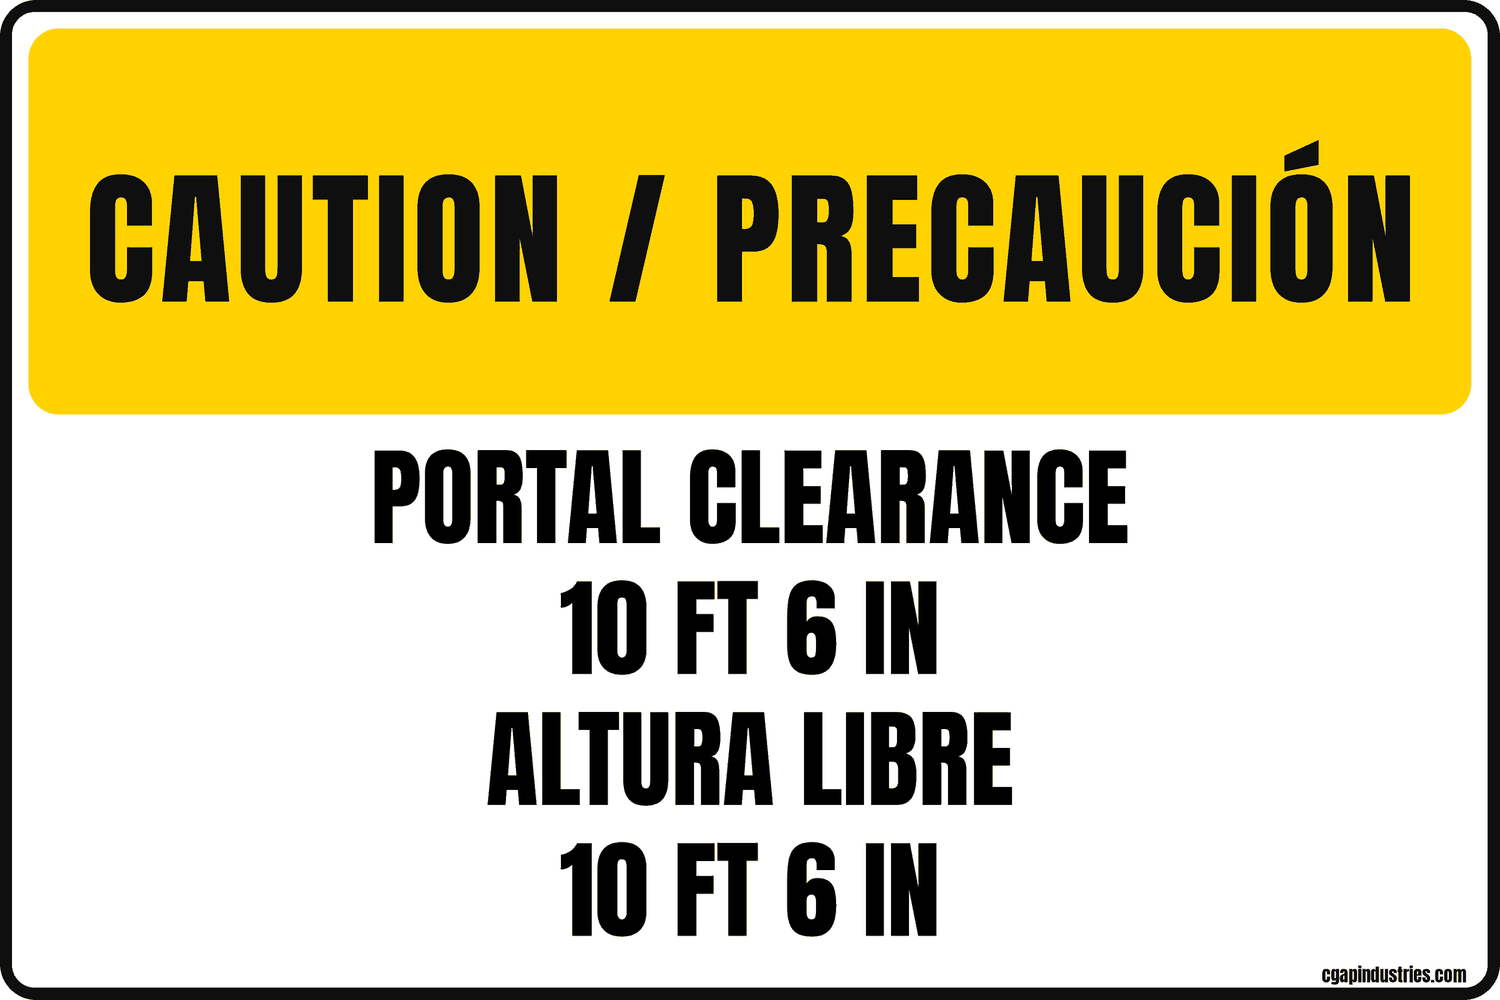 CAUTION / PRECAUCIÓN
PORTAL CLEARANCE
10 FT 6 IN
ALTURA LIBRE
10 FT 6 IN
cgapindustries.com